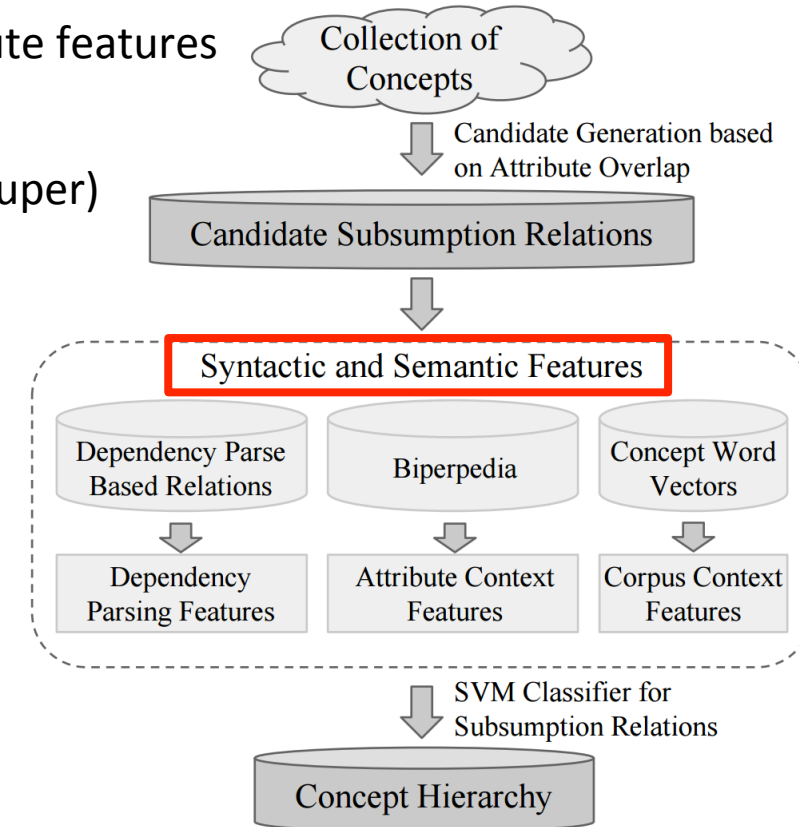 features
Collection of
Concepts
Candidate Generation based
on Attribute Overlap
Candidate Subsumption Relations
Syntactic and Semantic Features
Dependency Parse
Based Relations
Biperpedia
Concept Word
Vectors
Dependency
Parsing Features
Attribute Context
Features
Corpus Context
Features
SVM Classifier for
Subsumption Relations
Concept Hierarchy